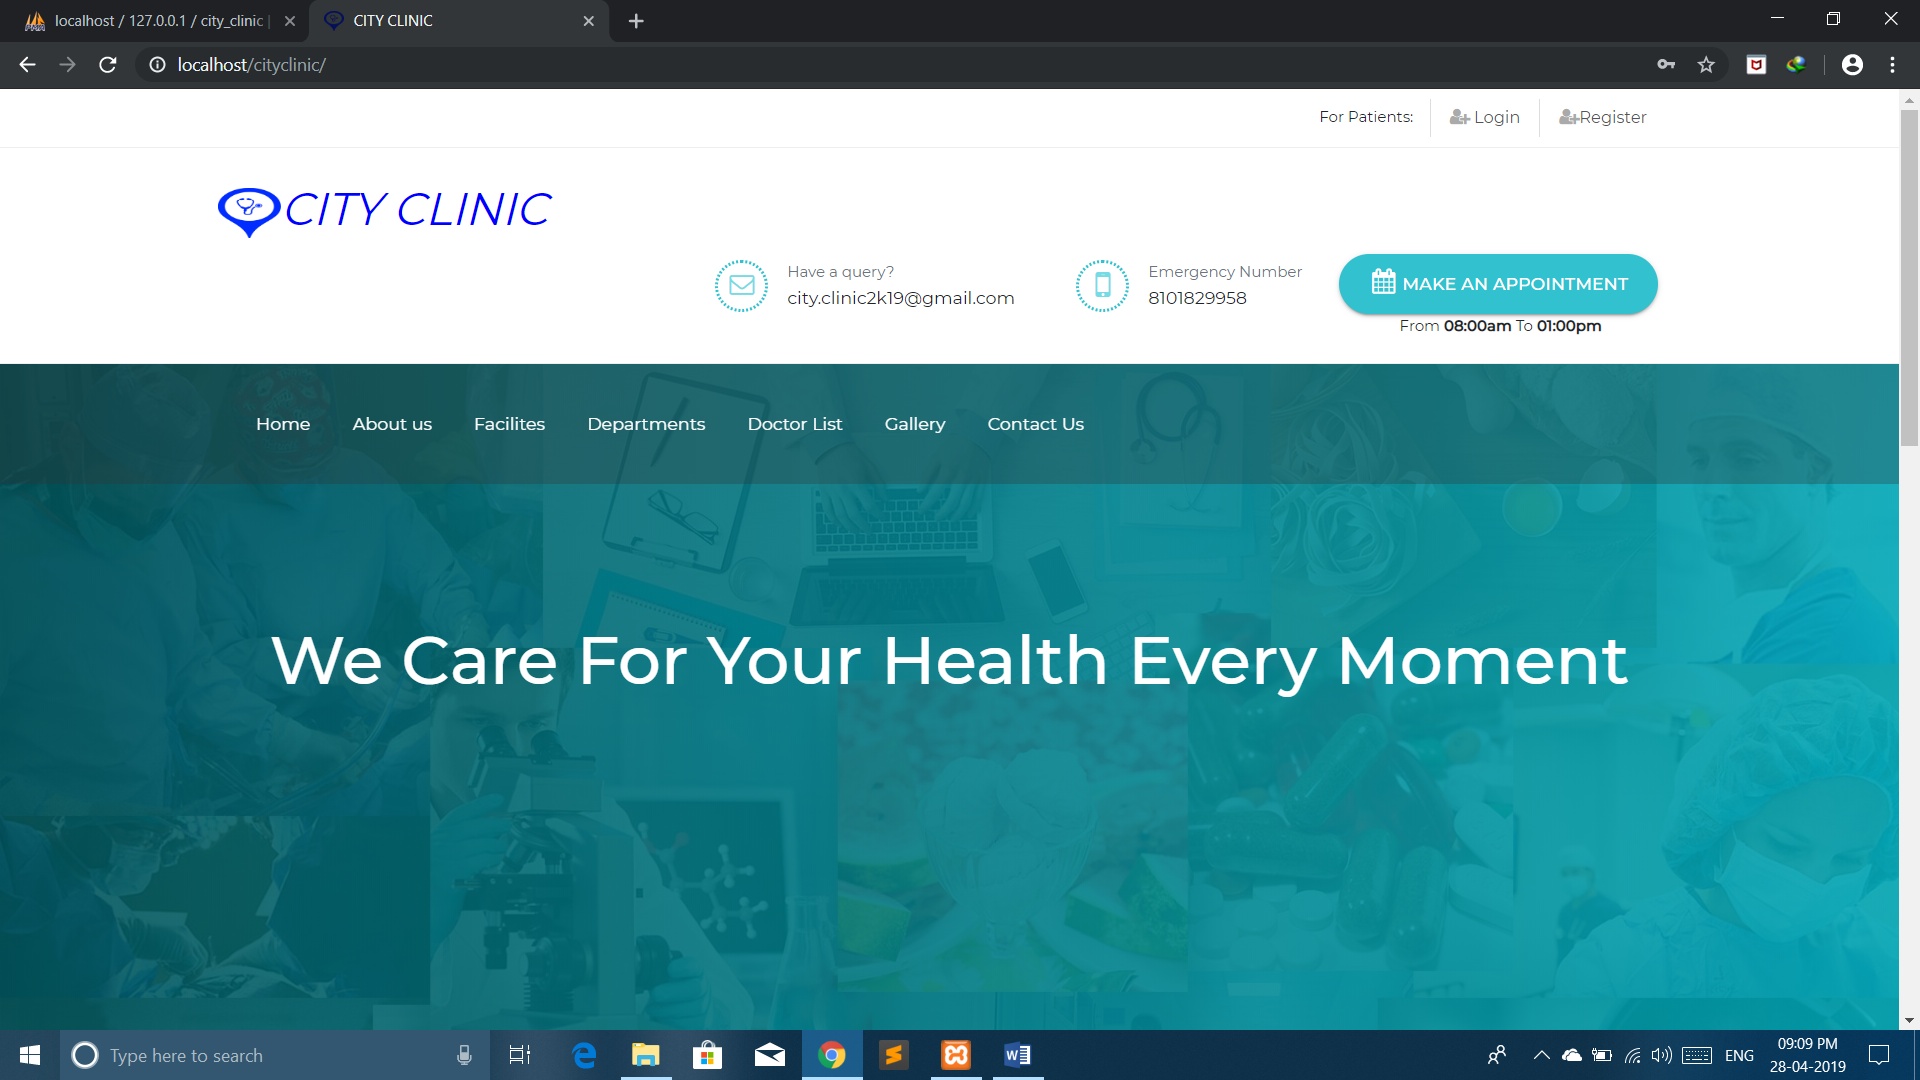 localhost / 127.0.0.1 / city_clinic |
CITY CLINIC
localhost/cityclinic/
For Patients:
Login
Register
CITY CLINIC
Have a query?
city.clinic2k19@gmail.com
Emergency Number
8101829958
MAKE AN APPOINTMENT
From 08:00am To 01:00pm
Home
About us
Facilites
Departments
Doctor List
Gallery
Contact Us
We Care For Your Health Every Moment
Type here to search
ENG
09:09 PM
28-04-2019